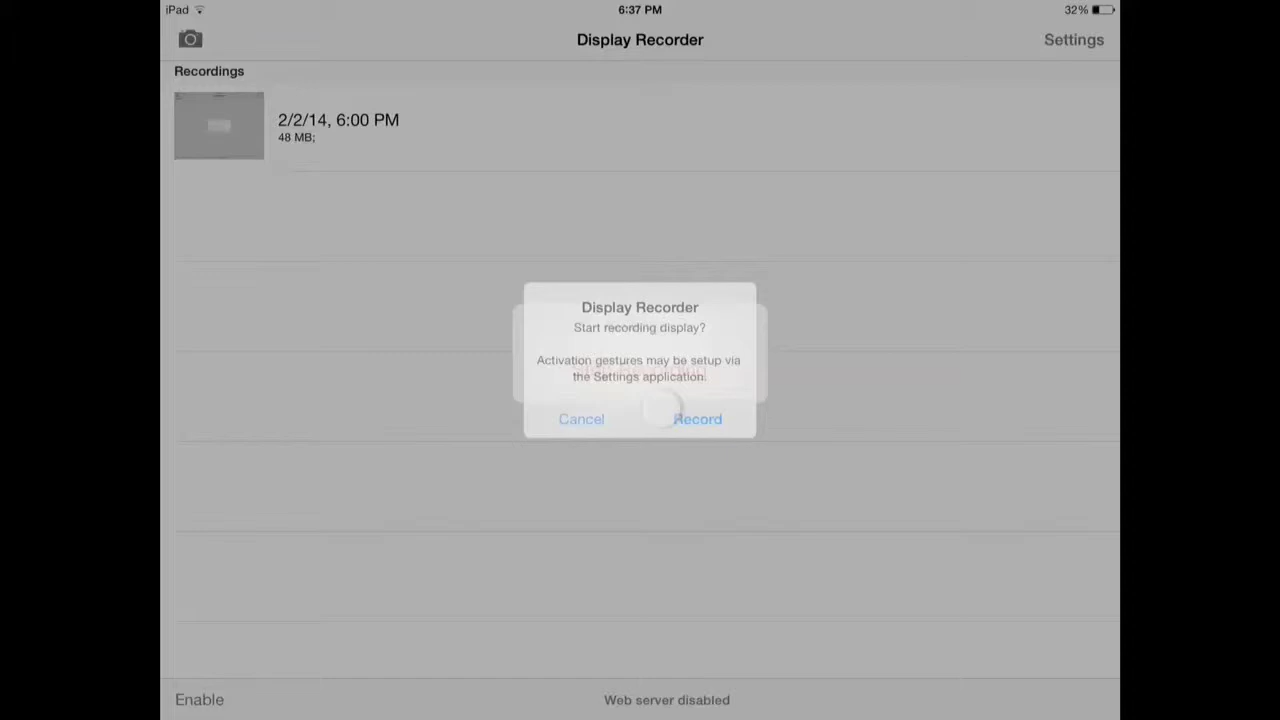 iPad 6:37 PM 32%
Display Recorder Settings
Recordings
2/2/14, 6:00 PM
48 MB;
Display Recorder
Start recording display?
Activation gestures may be setup via
the Settings application.
Cancel Record
Enable Web server disabled